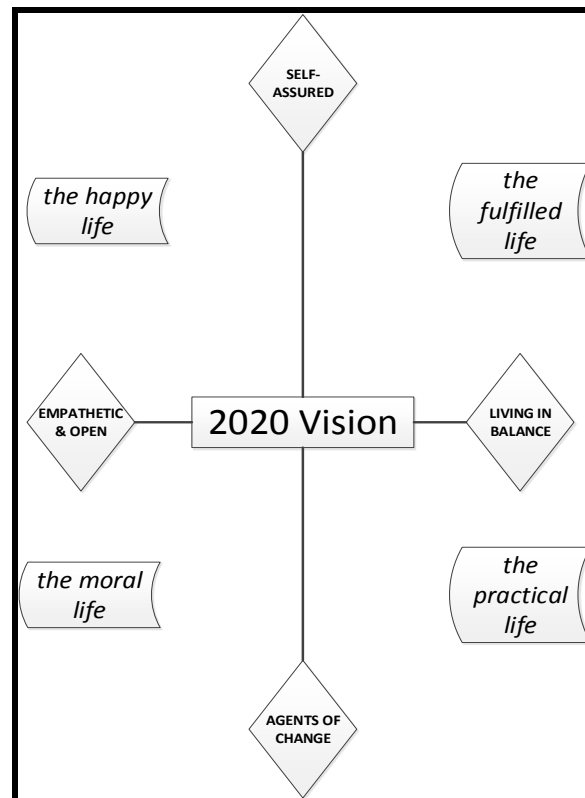 SELF-
ASSURED
the happy
life
the
fulfilled
life
EMPATHETIC
& OPEN
2020 Vision
LIVING IN
BALANCE
the moral
life
the
practical
life
AGENTS OF
CHANGE